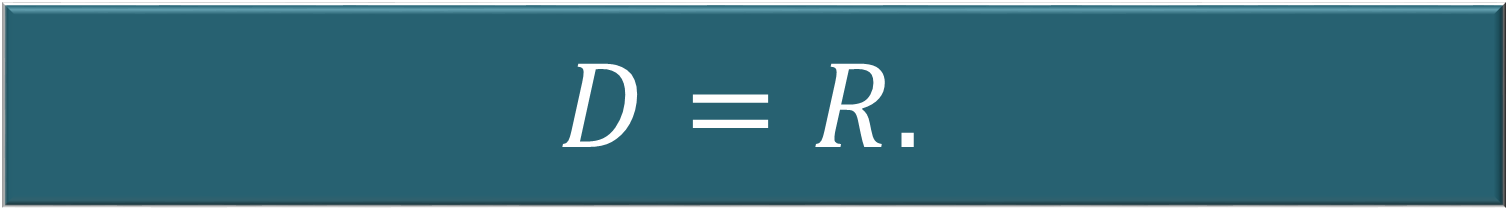 D = R.